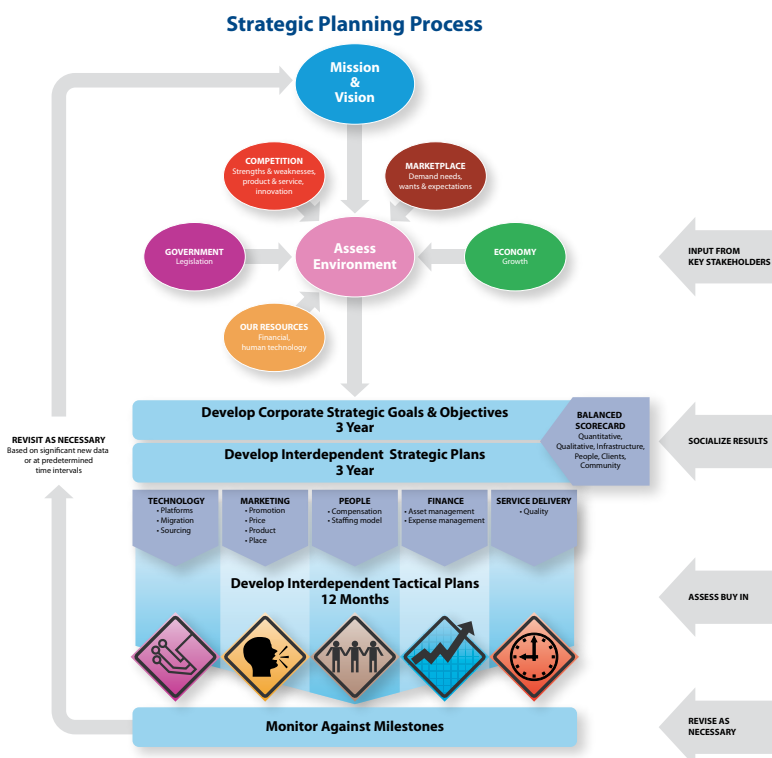 Strategic Planning Process
Mission
&
Vision
COMPETITION
Strengths & weaknesses,
product & service,
innovation
MARKETPLACE
Demand needs,
wants & expectations
GOVERNMENT
Legislation
Assess
Environment
ECONOMY
Growth
INPUT FROM
KEY STAKEHOLDERS
OUR RESOURCES
Financial,
human technology
Develop Corporate Strategic Goals & Objectives
3 Year
BALANCED
SCORECARD
Quantitative,
Qualitative, Infrastructure,
People, Clients,
Community
SOCIALIZE RESULTS
REVISIT AS NECESSARY
Based on significant new data
or at predetermined
time intervals
Develop Interdependent Strategic Plans
3 Year
TECHNOLOGY
• Platforms
• Migration
• Sourcing
MARKETING
• Promotion
• Price
• Product
• Place
PEOPLE
• Compensation
• Staffing model
FINANCE
• Asset management
• Expense management
SERVICE DELIVERY
• Quality
Develop Interdependent Tactical Plans
12 Months
ASSESS BUY IN
Monitor Against Milestones
REVISE AS
NECESSARY